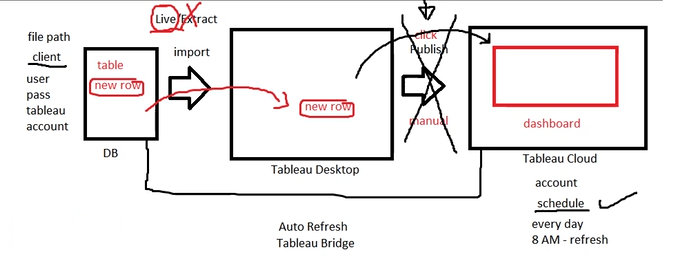 Live/Extract
file path
client
user
pass
tableau
account
table
new row
DB
import
new row
Tableau Desktop
click
Publish
manual
dashboard
Tableau Cloud
account
schedule
every day
8 AM - refresh
Auto Refresh
Tableau Bridge